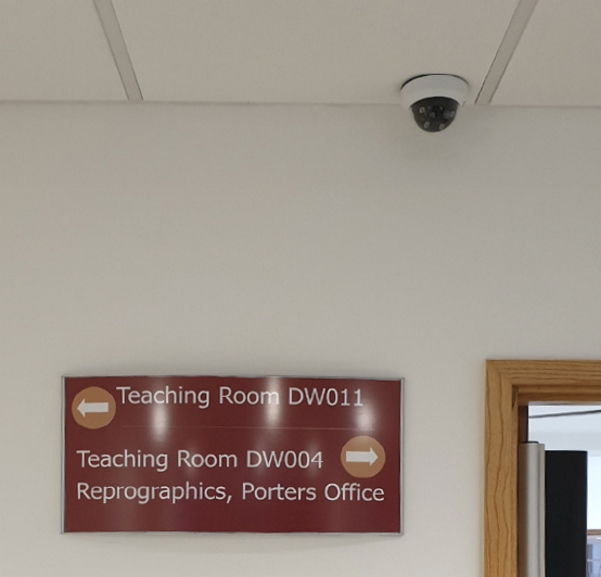 Teaching Room DW011
Teaching Room DW004
Reprographics, Porters Office